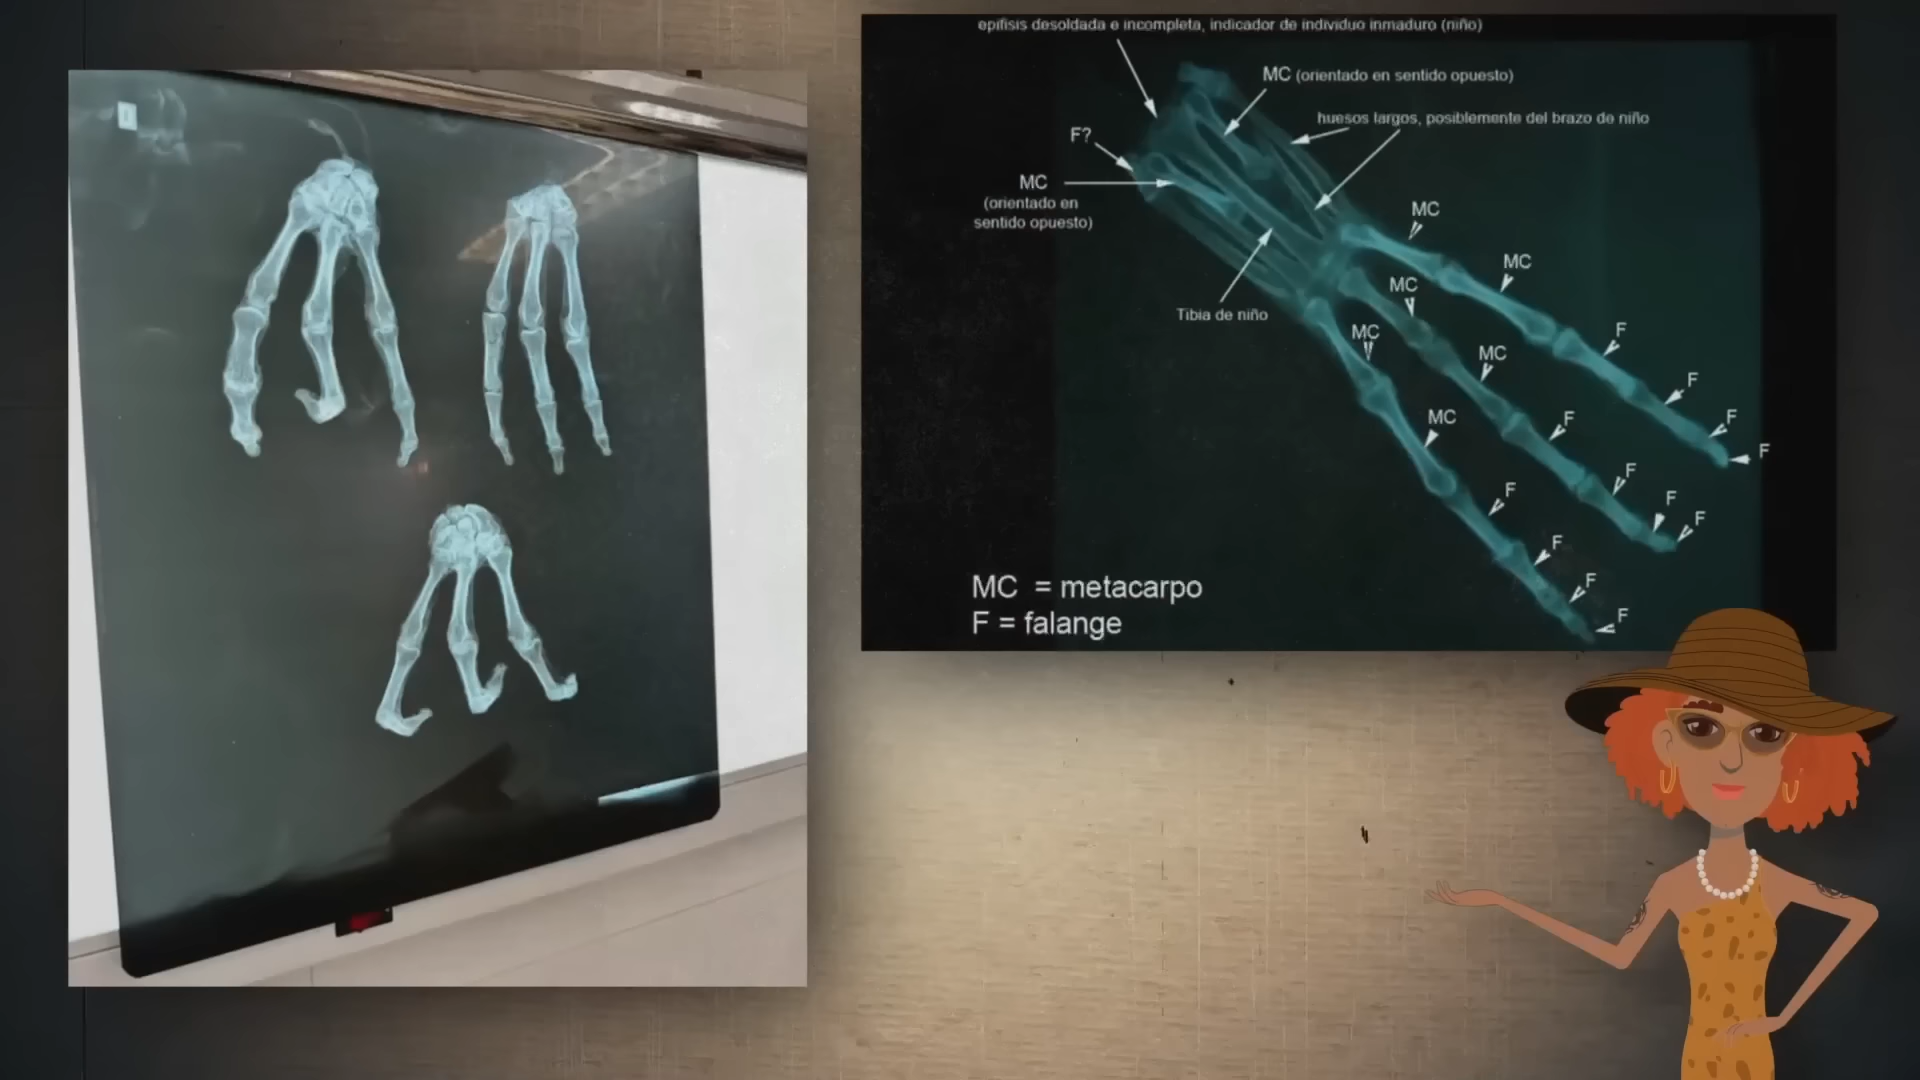 epífisis desoldada e incompleta, indicador de individuo inmaduro (niño)
MC (orientado en sentido opuesto)
huesos largos, posiblemente del brazo de niño
F?
MC
(orientado en
sentido opuesto)
MC
MC
MC
Tibia de niño
MC
F
MC
F
F
MC
F
F
F
F
F
F
F
MC = metacarpo
F
F = falange
F